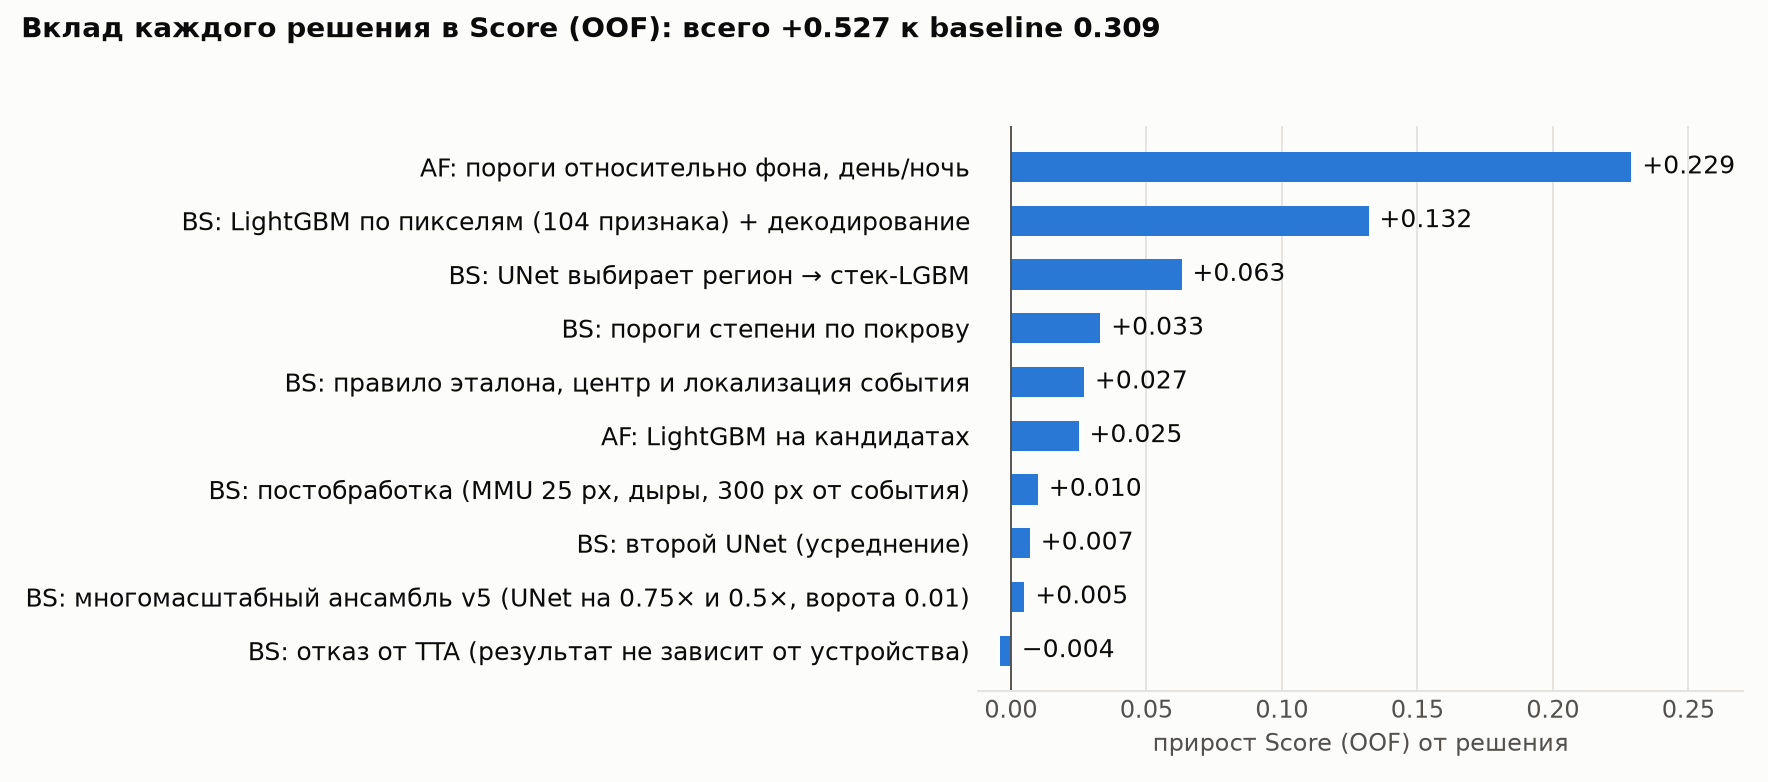 Вклад каждого решения в Score (OOF): всего +0.527 к baseline 0.309
AF: пороги относительно фона, день/ночь +0.229
BS: LightGBM по пикселям (104 признака) + декодирование +0.132
BS: UNet выбирает регион → стек-LGBM +0.063
BS: пороги степени по покрову +0.033
BS: правило эталона, центр и локализация события +0.027
AF: LightGBM на кандидатах +0.025
BS: постобработка (MMU 25 px, дыры, 300 px от события) +0.010
BS: второй UNet (усреднение) +0.007
BS: многомасштабный ансамбль v5 (UNet на 0.75× и 0.5×, ворота 0.01) +0.005
BS: отказ от TTA (результат не зависит от устройства) −0.004
0.00 0.05 0.10 0.15 0.20 0.25
прирост Score (OOF) от решения